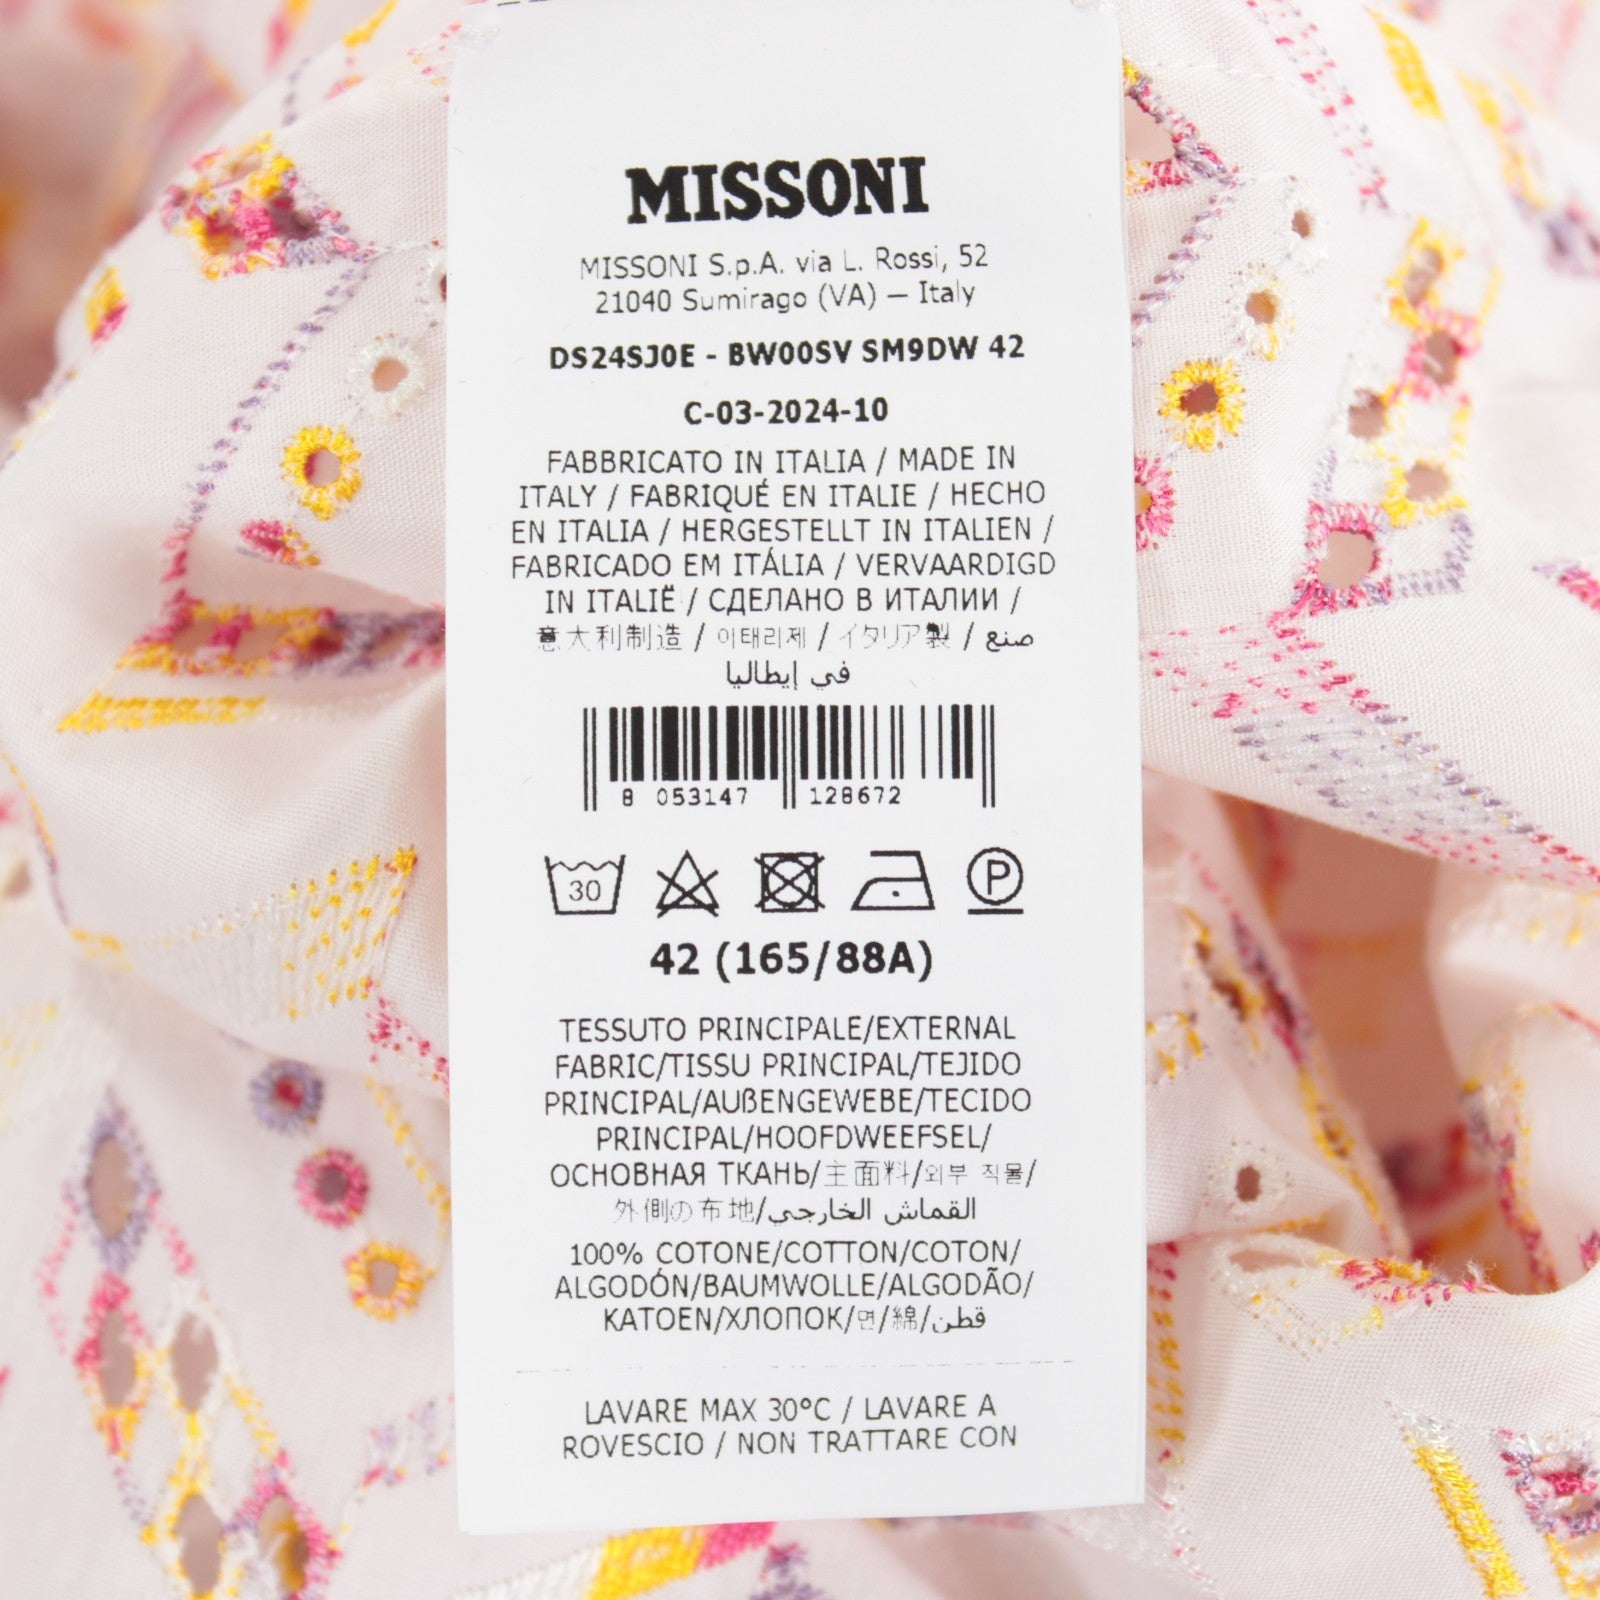 MISSONI
MISSONI S.p.A. via L. Rossi, 52
21040 Sumirago (VA) — Italy
DS24SJ0E - BW00SV SM9DW 42
C-03-2024-10
FABBRICATO IN ITALIA / MADE IN
ITALY / FABRIQUÉ EN ITALIE / HECHO
EN ITALIA / HERGESTELLT IN ITALIEN /
FABRICADO EM ITÁLIA / VERVAARDIGD
IN ITALIË / СДЕЛАНО В ИТАЛИИ /
意大利制造 / 이태리제 / イタリア製 / صنع
في إيطاليا
8 053147 128672
30
P
42 (165/88A)
TESSUTO PRINCIPALE/EXTERNAL
FABRIC/TISSU PRINCIPAL/TEJIDO
PRINCIPAL/AUßENGEWEBE/TECIDO
PRINCIPAL/HOOFDWEEFSEL/
ОСНОВНАЯ ТКАНЬ/主面料/외부 직물/
外側の布地/القماش الخارجي
100% COTONE/COTTON/COTON/
ALGODÓN/BAUMWOLLE/ALGODÃO/
KATOEN/ХЛОПОК/면/綿/قطن
LAVARE MAX 30°C / LAVARE A
ROVESCIO / NON TRATTARE CON